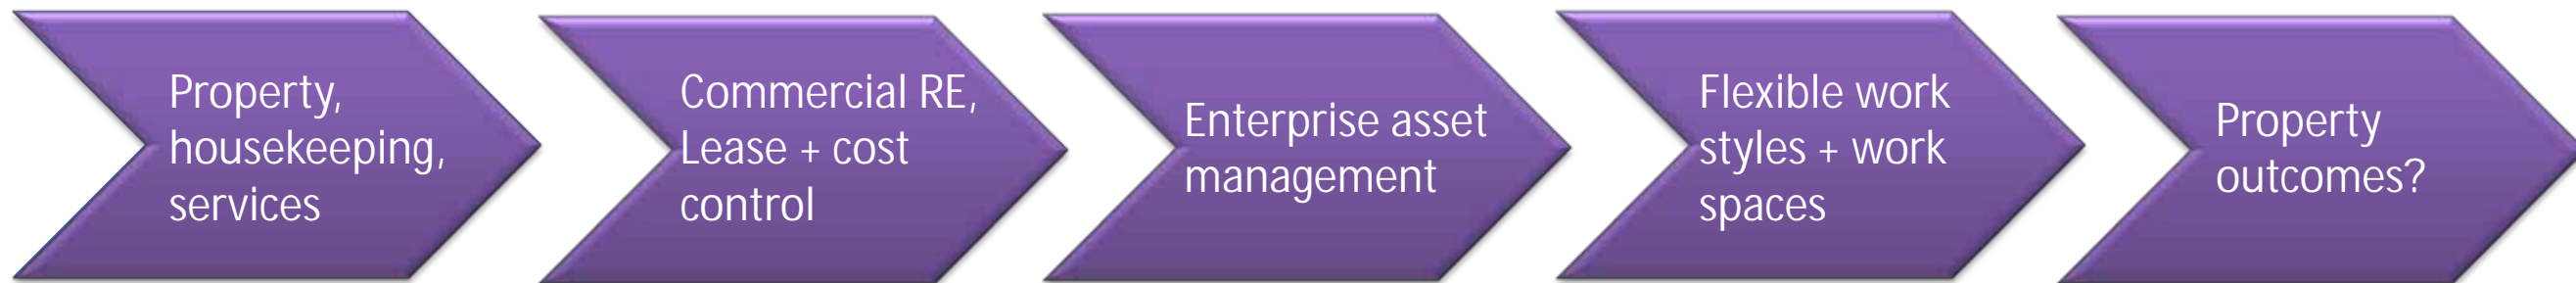 Property,
housekeeping,
services
Commercial RE,
Lease + cost
control
Enterprise asset
management
Flexible work
styles + work
spaces
Property
outcomes?